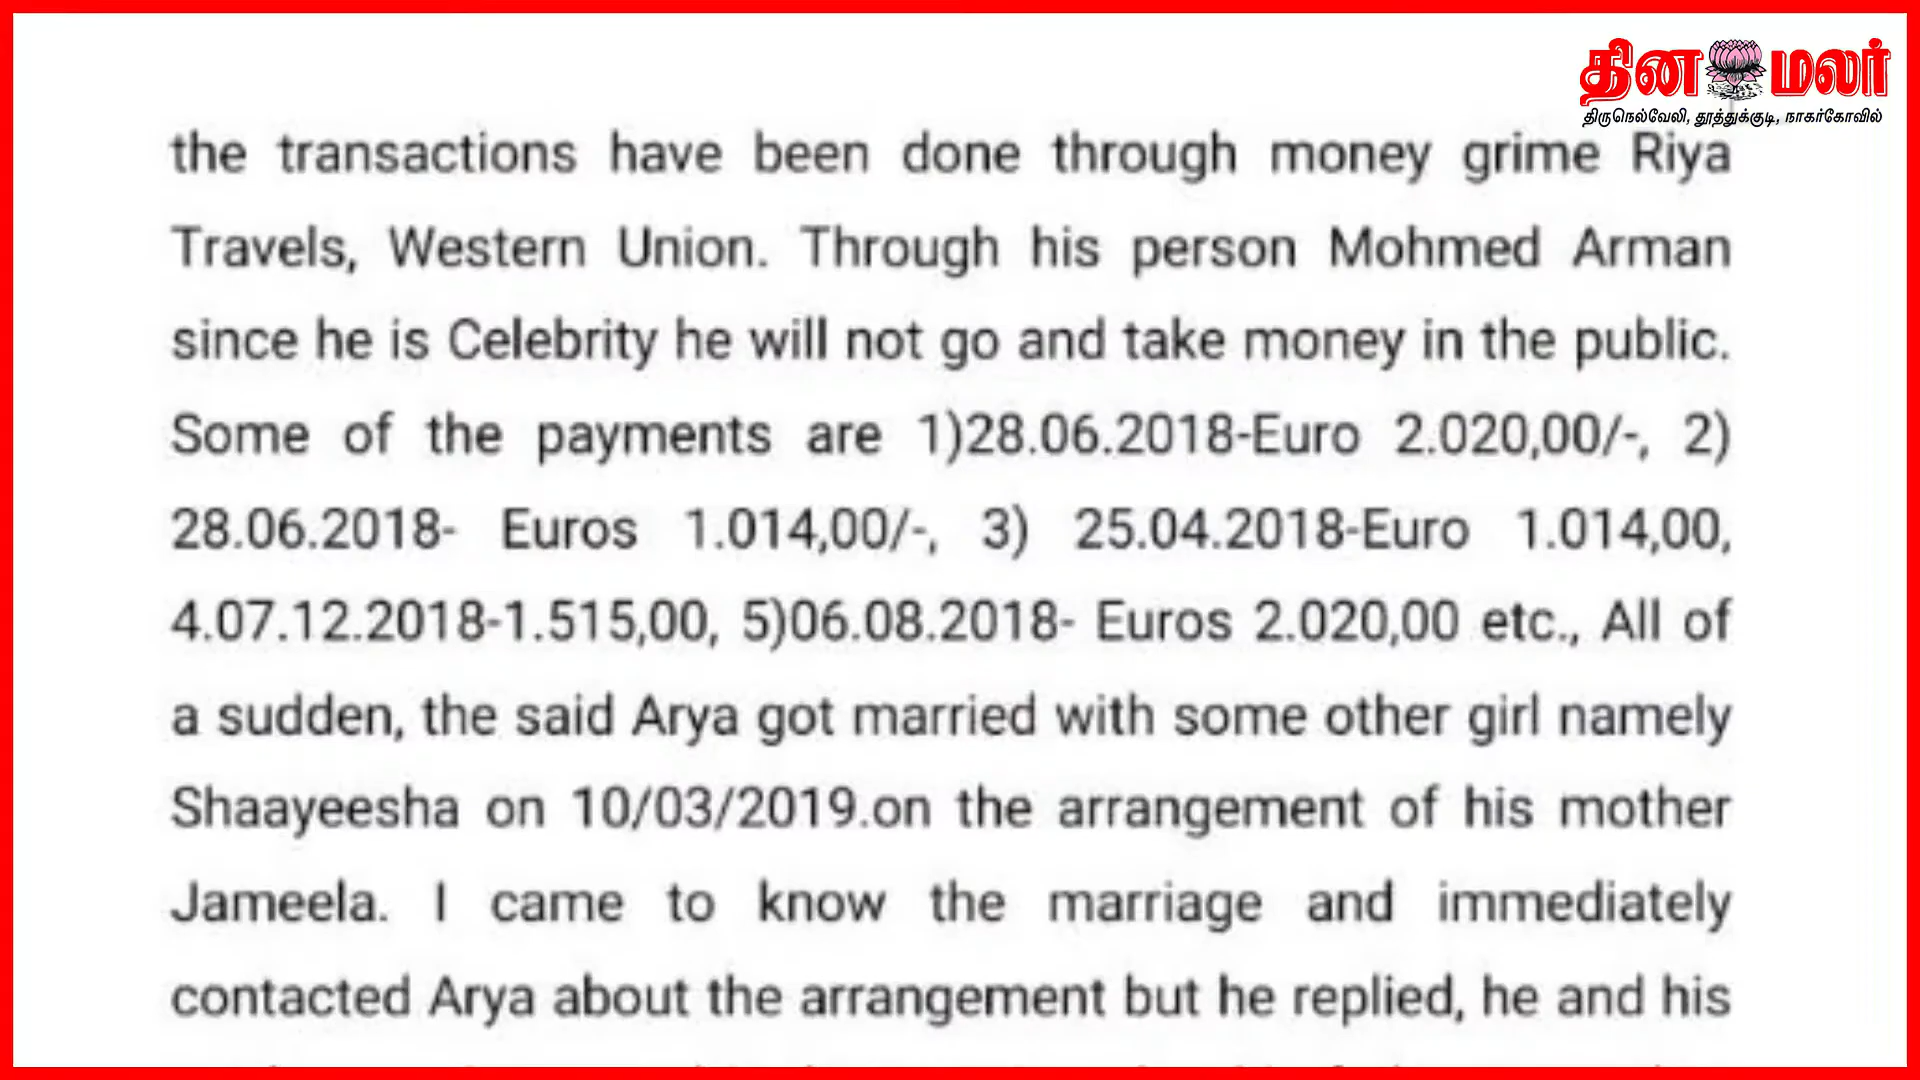 தினமலர்
திருநெல்வேலி, தூத்துக்குடி, நாகர்கோவில்
the transactions have been done through money grime Riya
Travels, Western Union. Through his person Mohmed Arman
since he is Celebrity he will not go and take money in the public.
Some of the payments are 1)28.06.2018-Euro 2.020,00/-, 2)
28.06.2018- Euros 1.014,00/-, 3) 25.04.2018-Euro 1.014,00,
4.07.12.2018-1.515,00, 5)06.08.2018- Euros 2.020,00 etc., All of
a sudden, the said Arya got married with some other girl namely
Shaayeesha on 10/03/2019.on the arrangement of his mother
Jameela. I came to know the marriage and immediately
contacted Arya about the arrangement but he replied, he and his